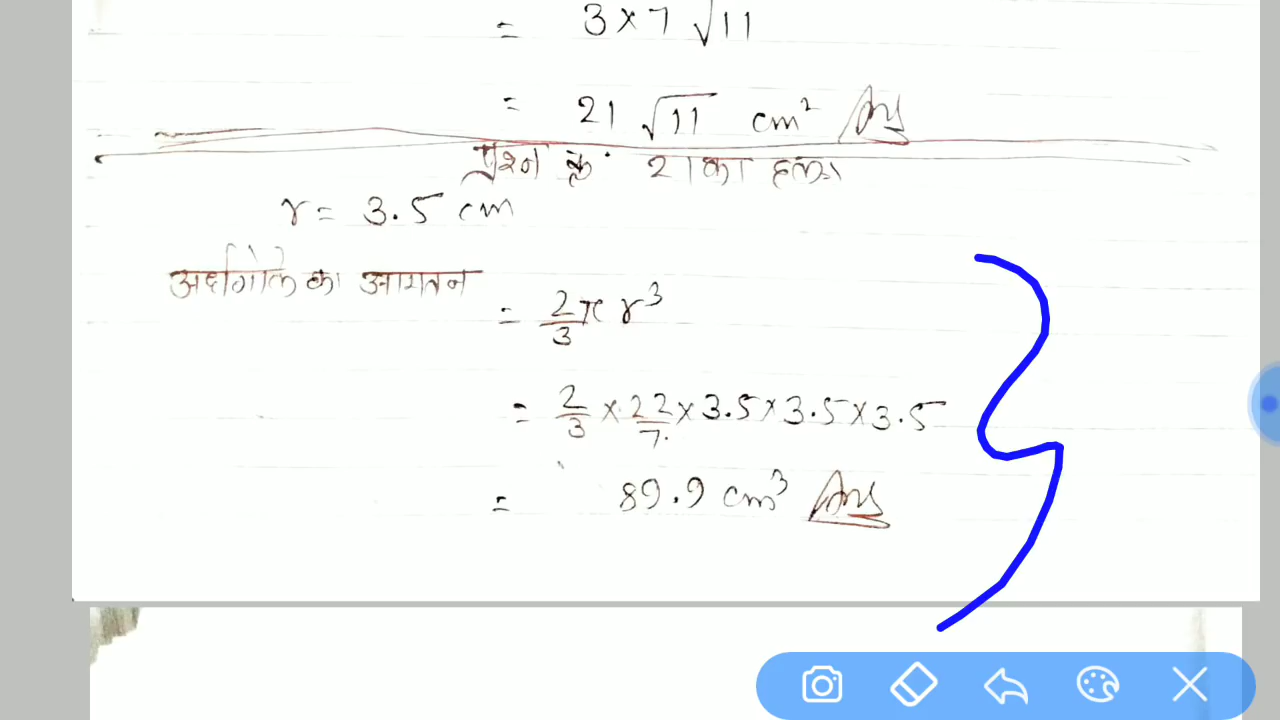 = 3 × 7 √11
= 21 √11 cm² Ans
प्रश्न क्र. 21 का हल
r = 3.5 cm
अर्धगोले का आयतन
= 2/3 π r³
= 2/3 × 22/7 × 3.5 × 3.5 × 3.5
= 89.9 cm³ Ans